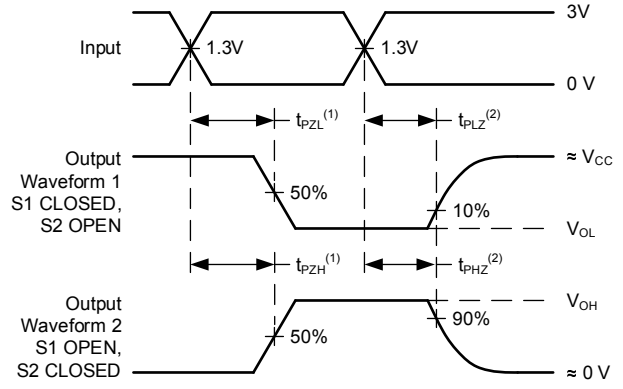 3V
Input
1.3V
1.3V
0 V
tPZL(1)
tPLZ(2)
Output
Waveform 1
S1 CLOSED,
S2 OPEN
≈ VCC
50%
10%
VOL
tPZH(1)
tPHZ(2)
Output
Waveform 2
S1 OPEN,
S2 CLOSED
VOH
50%
90%
≈ 0 V